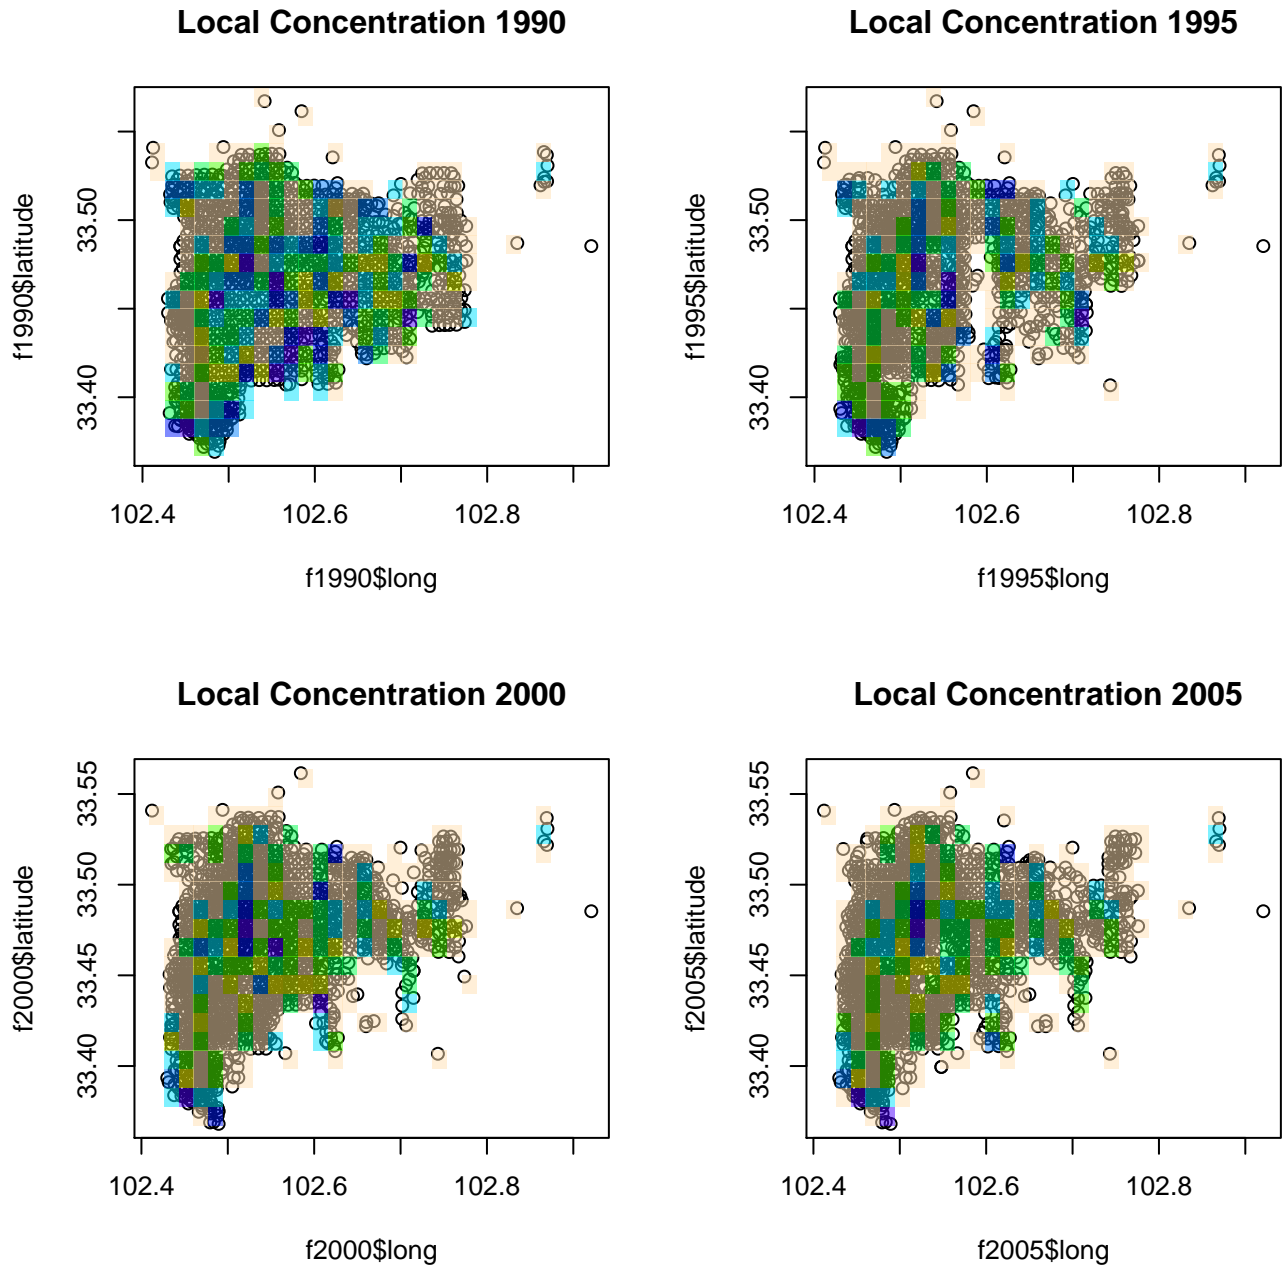 Local Concentration 1990
f1990$latitude
33.50
33.40
102.4 102.6 102.8
f1990$long
Local Concentration 1995
f1995$latitude
33.50
33.40
102.4 102.6 102.8
f1995$long
Local Concentration 2000
f2000$latitude
33.55
33.50
33.45
33.40
102.4 102.6 102.8
f2000$long
Local Concentration 2005
f2005$latitude
33.55
33.50
33.45
33.40
102.4 102.6 102.8
f2005$long